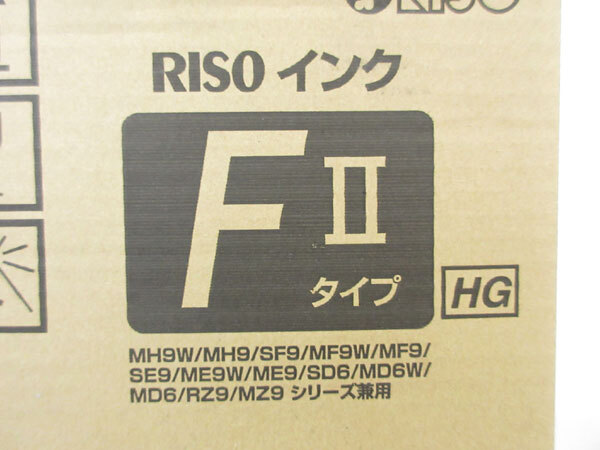 RISO
RISO インク
F II
タイプ
HG
MH9W/MH9/SF9/MF9W/MF9/
SE9/ME9W/ME9/SD6/MD6W/
MD6/RZ9/MZ9 シリーズ兼用